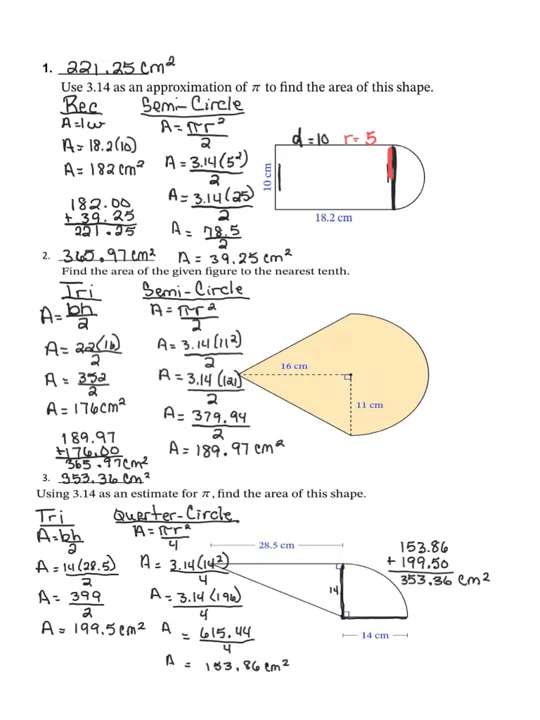 1. 221.25 cm²
Use 3.14 as an approximation of π to find the area of this shape.
Rec
A=lw
A= 18.2(10)
A= 182 cm²
182.00
+ 39.25
221.25
Semi-Circle
A = πr²/2
A = 3.14(5²)/2
A= 3.14(25)/2
A = 78.5/2
A = 39.25 cm²
d=10 r=5
10 cm
18.2 cm
2. 365.97 cm²
Find the area of the given figure to the nearest tenth.
Tri
A= bh/2
A= 22(16)/2
A = 352/2
A= 176cm²
189.97
+176.00
365.97cm²
Semi-Circle
A = πr²/2
A= 3.14(11²)/2
A = 3.14(121)/2
A= 379.94/2
A= 189.97 cm²
16 cm
11 cm
3. 353.36 cm²
Using 3.14 as an estimate for π, find the area of this shape.
Tri
A=bh/2
A= 14(28.5)/2
A= 399/2
A= 199.5cm²
Quarter-Circle
A= πr²/4
A= 3.14(14²)/4
A= 3.14(196)/4
A = 615.44/4
A = 153.86 cm²
28.5 cm
14
14 cm
153.86
+ 199.50
353.36 cm²